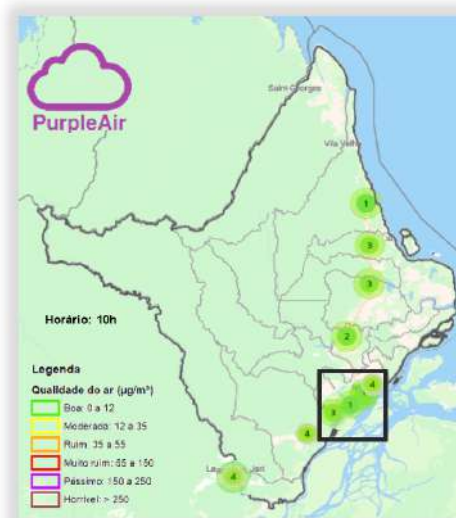 PurpleAir
Saint-Georges
Vila Velha
1
3
3
Horário: 10h
2
4
1
3
4
4
Legenda
Qualidade do ar (µg/m³)
Boa: 0 a 12
Moderada: 12 a 35
Ruim: 35 a 55
Muito ruim: 55 a 150
Péssimo: 150 a 250
Horrível: > 250